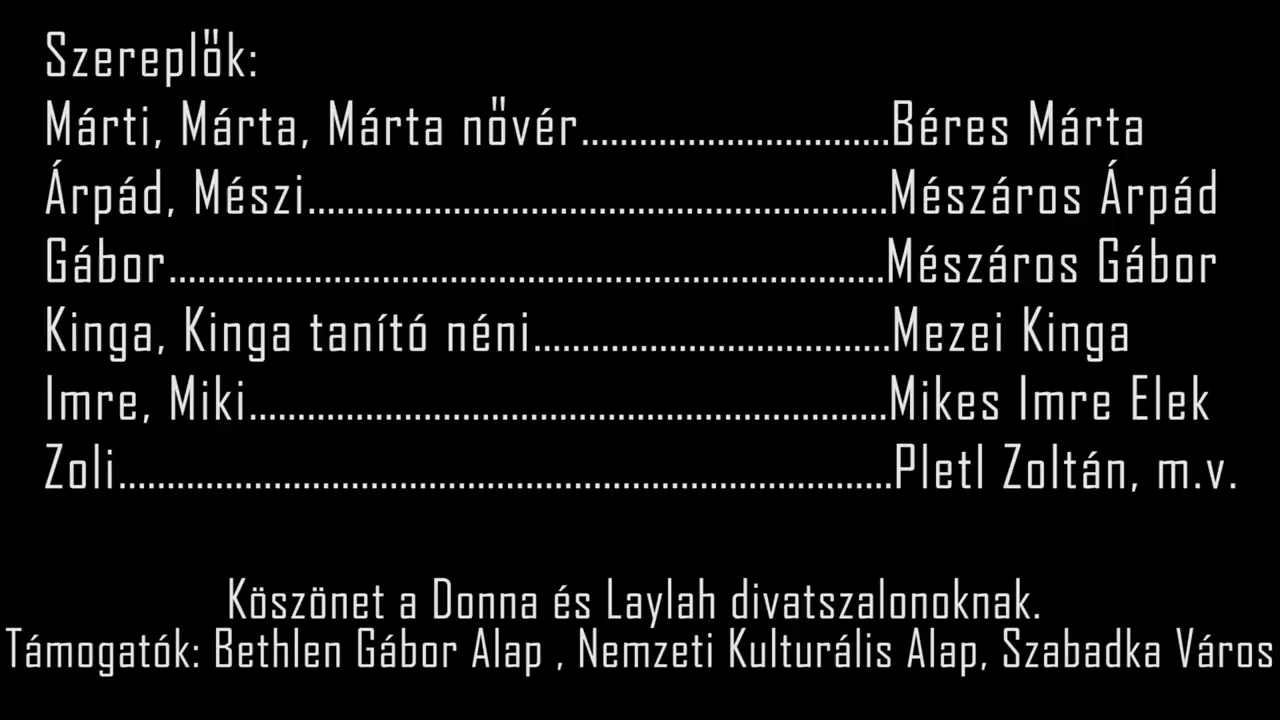 Szereplők:
Márti, Márta, Márta nővér................................Béres Márta
Árpád, Mészi............................................................Mészáros Árpád
Gábor..........................................................................Mészáros Gábor
Kinga, Kinga tanító néni.....................................Mezei Kinga
Imre, Miki..................................................................Mikes Imre Elek
Zoli................................................................................Pletl Zoltán, m.v.
Köszönet a Donna és Laylah divatszalonoknak.
Támogatók: Bethlen Gábor Alap , Nemzeti Kulturális Alap, Szabadka Város